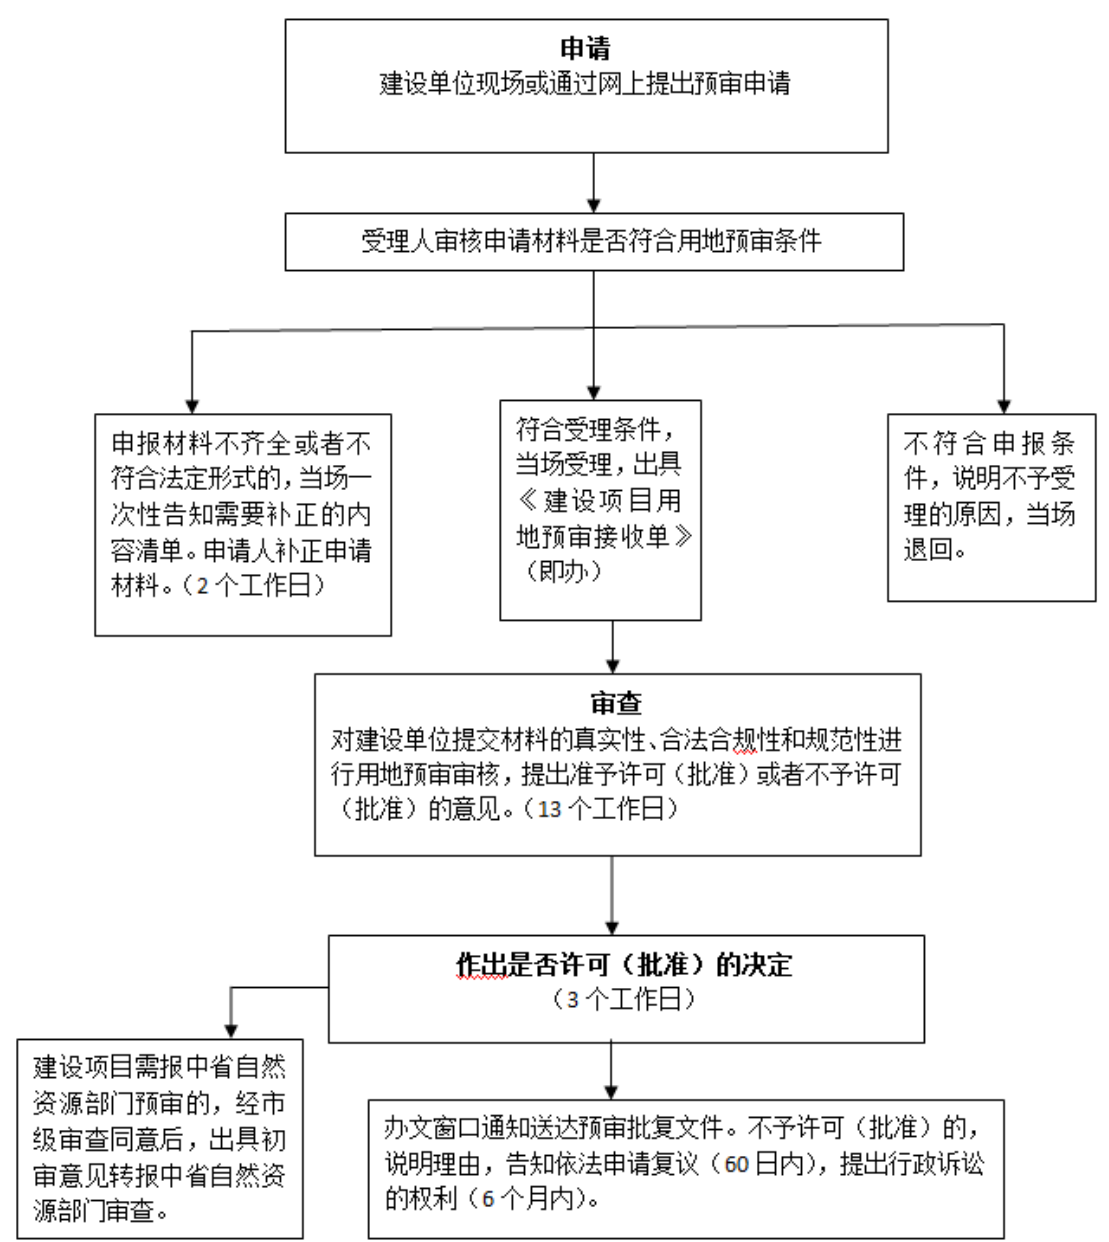 申请
建设单位现场或通过网上提出预审申请
受理人审核申请材料是否符合用地预审条件
申报材料不齐全或者不
符合法定形式的，当场一
次性告知需要补正的内
容清单。申请人补正申请
材料。（2 个工作日）
符合受理条件，
当场受理，出具
《建设项目用
地预审接收单》
（即办）
不符合申报条
件，说明不予受
理的原因，当场
退回。
审查
对建设单位提交材料的真实性、合法合规性和规范性进
行用地预审审核，提出准予许可（批准）或者不予许可
（批准）的意见。（13 个工作日）
作出是否许可（批准）的决定
（3 个工作日）
建设项目需报中省自然
资源部门预审的，经市
级审查同意后，出具初
审意见转报中省自然资
源部门审查。
办文窗口通知送达预审批复文件。不予许可（批准）的，
说明理由，告知依法申请复议（60 日内），提出行政诉讼
的权利（6 个月内）。